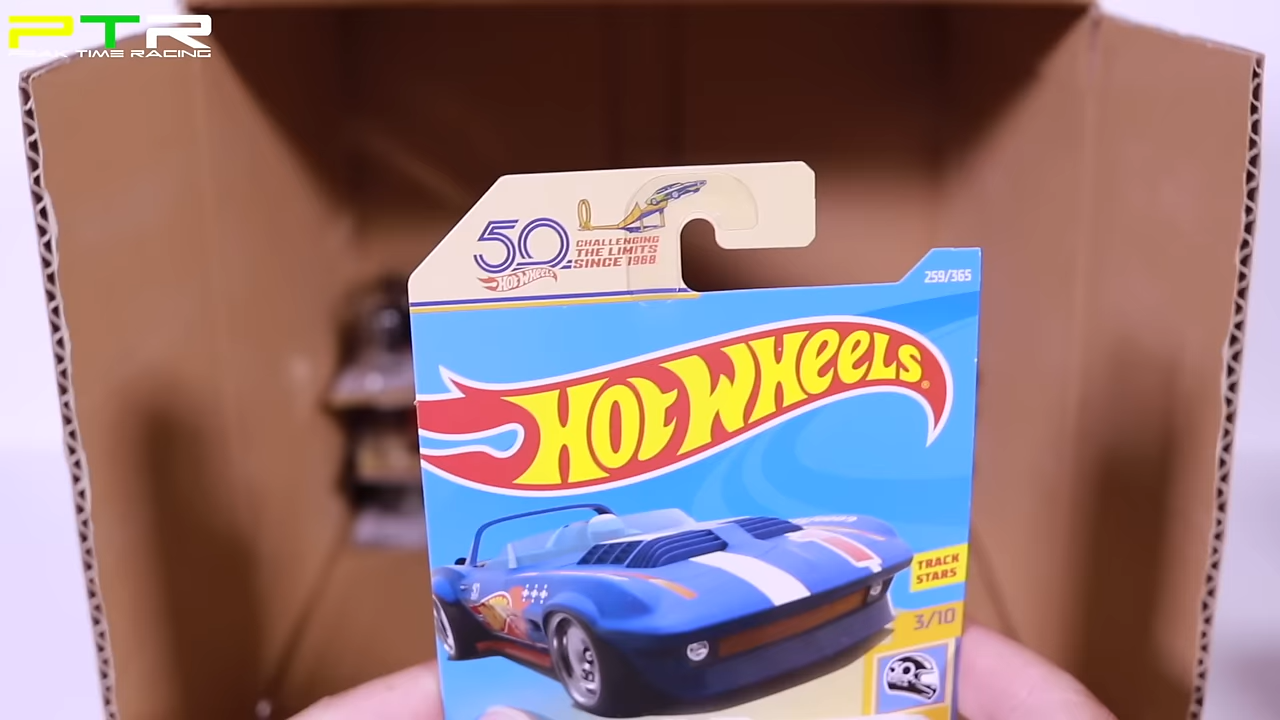 PTR
PEAK TIME RACING
50
HOT WHEELS
CHALLENGING
THE LIMITS
SINCE 1968
259/365
HOT WHEELS®
TRACK
STARS
3/10
50